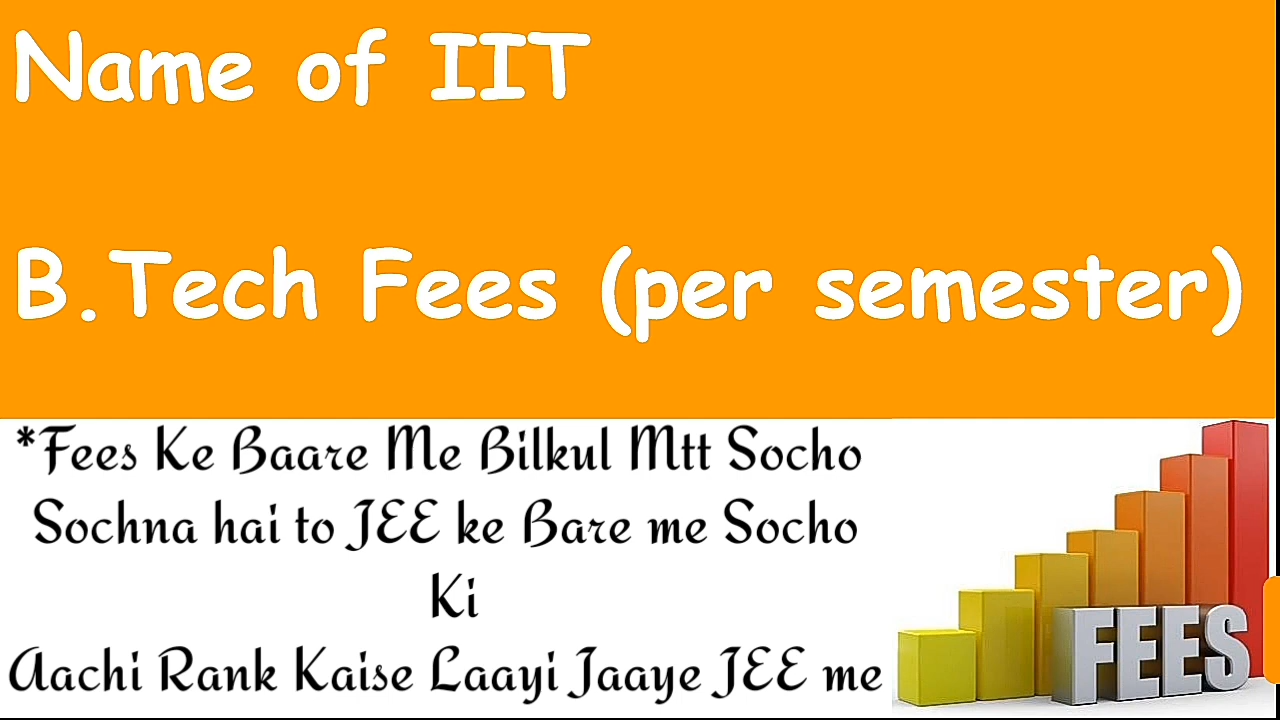 Name of IIT
B.Tech Fees (per semester)
*Fees Ke Baare Me Bilkul Mtt Socho
Sochna hai to JEE ke Bare me Socho
Ki
Aachi Rank Kaise Laayi Jaaye JEE me
FEES